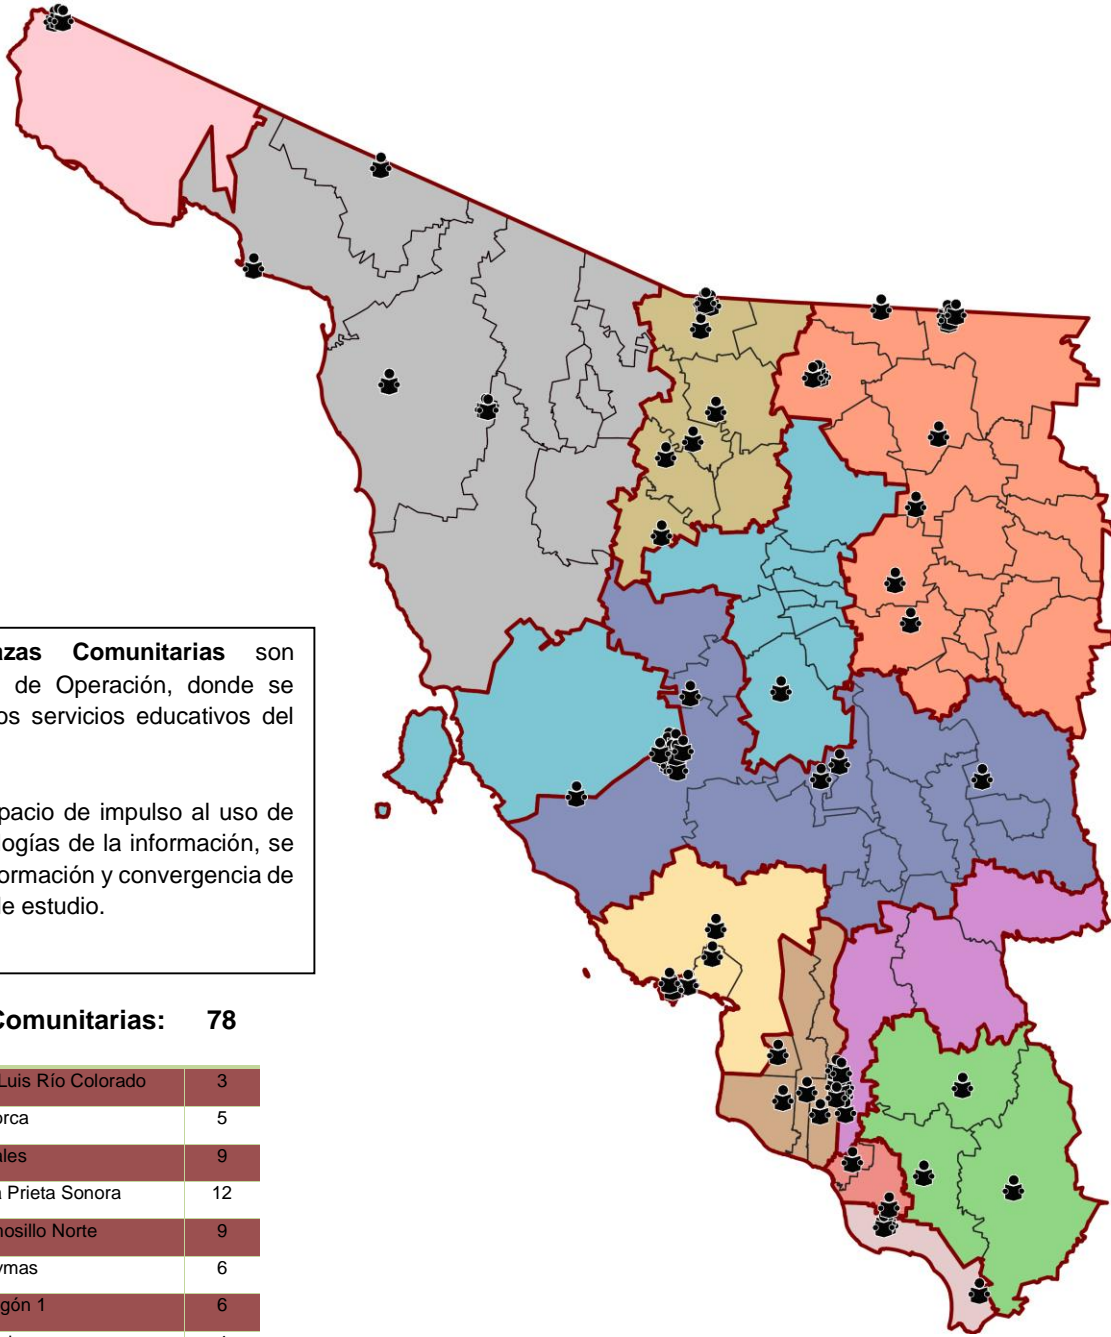 azas Comunitarias son
de Operación, donde se
os servicios educativos del
pacio de impulso al uso de
logías de la información, se
ormación y convergencia de
le estudio.
Comunitarias: 78
Luis Río Colorado 3
orca 5
ales 9
a Prieta Sonora 12
nosillo Norte 9
ymas 6
gón 1 6